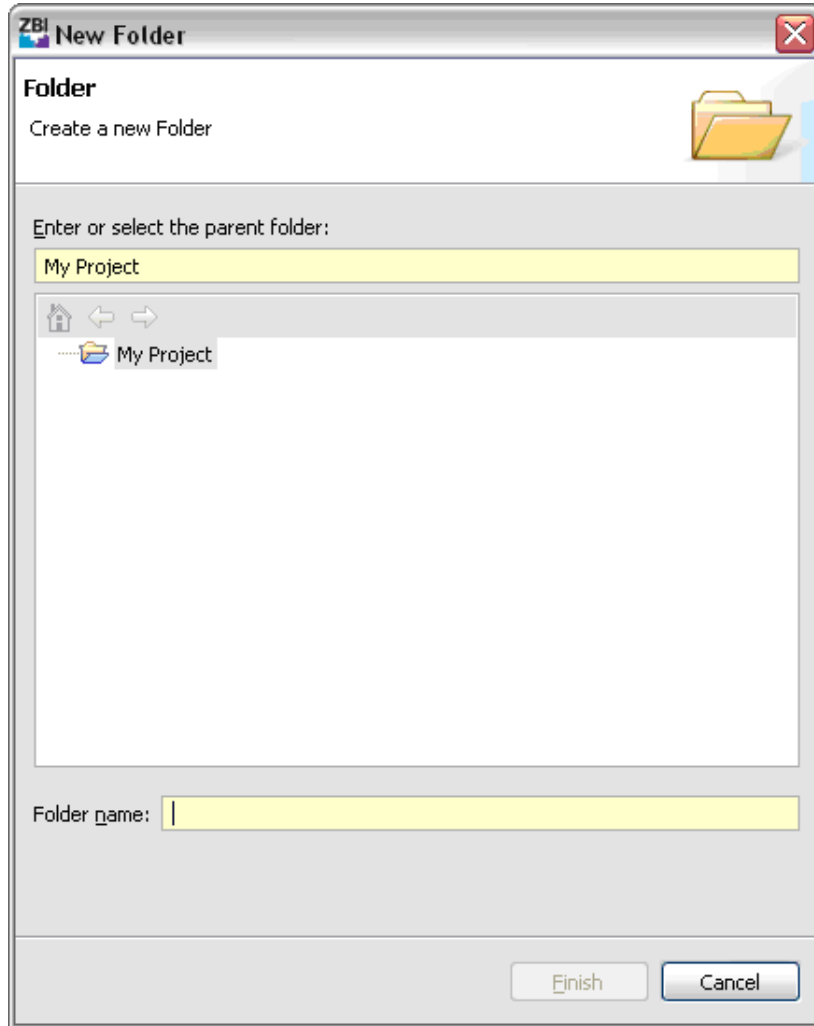 ZBI New Folder
Folder
Create a new Folder
Enter or select the parent folder:
My Project
My Project
Folder name:
Finish Cancel